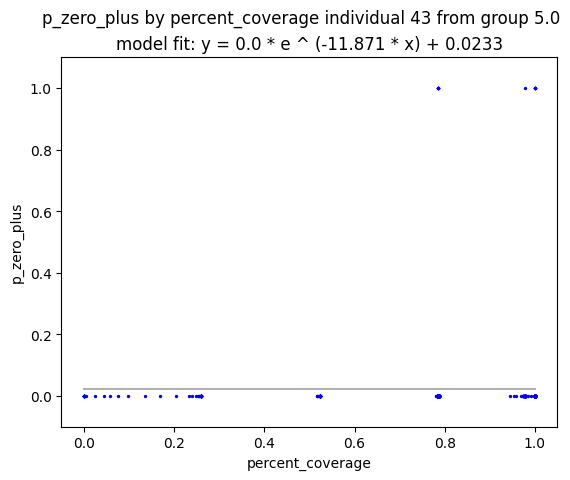 p_zero_plus by percent_coverage individual 43 from group 5.0
model fit: y = 0.0 * e ^ (-11.871 * x) + 0.0233
1.0
0.8
0.6
0.4
0.2
0.0
p_zero_plus
0.0 0.2 0.4 0.6 0.8 1.0
percent_coverage